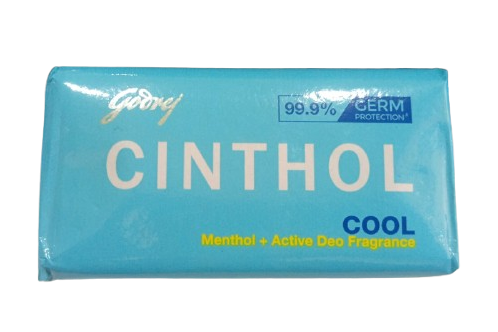 Godrej
99.9% GERM
PROTECTION*
CINTHOL
COOL
Menthol + Active Deo Fragrance